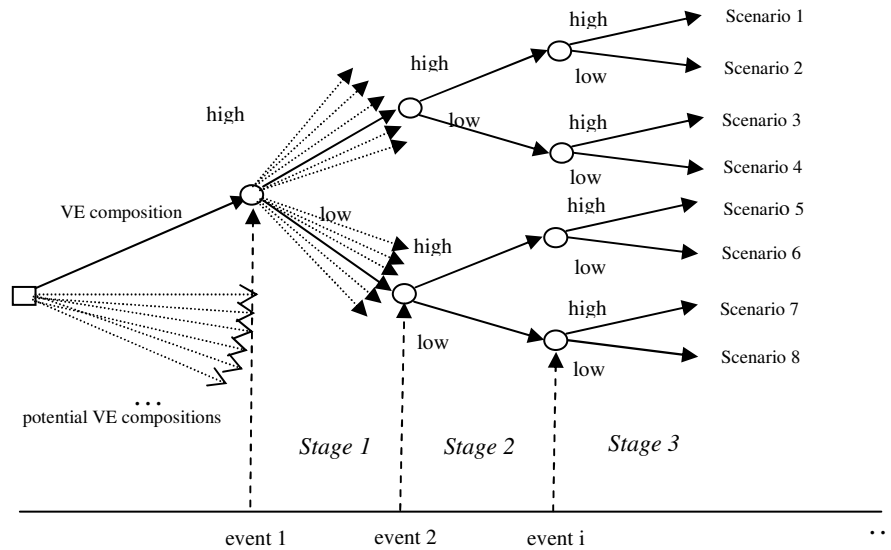 high
Scenario 1
high
low
Scenario 2
high
low
high
Scenario 3
low
Scenario 4
VE composition
low
high
high
Scenario 5
low
Scenario 6
high
Scenario 7
low
low
Scenario 8
...
potential VE compositions
Stage 1
Stage 2
Stage 3
event 1
event 2
event i
..